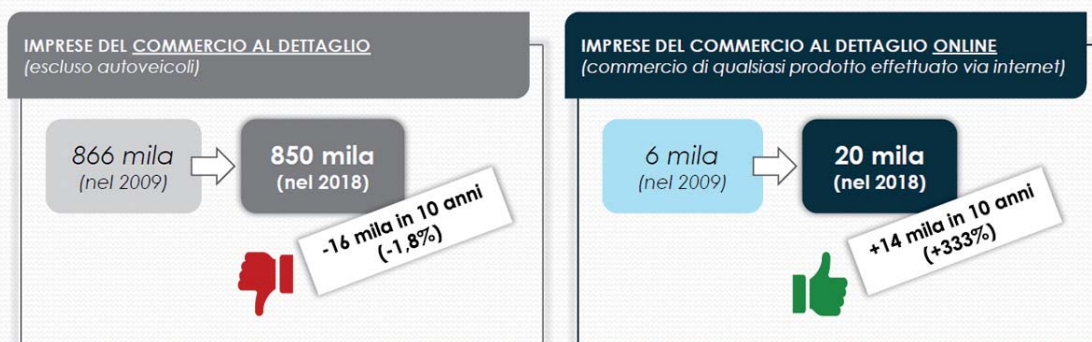 IMPRESE DEL COMMERCIO AL DETTAGLIO
(escluso autoveicoli)
866 mila
(nel 2009)
850 mila
(nel 2018)
-16 mila in 10 anni
(-1,8%)
IMPRESE DEL COMMERCIO AL DETTAGLIO ONLINE
(commercio di qualsiasi prodotto effettuato via internet)
6 mila
(nel 2009)
20 mila
(nel 2018)
+14 mila in 10 anni
(+333%)